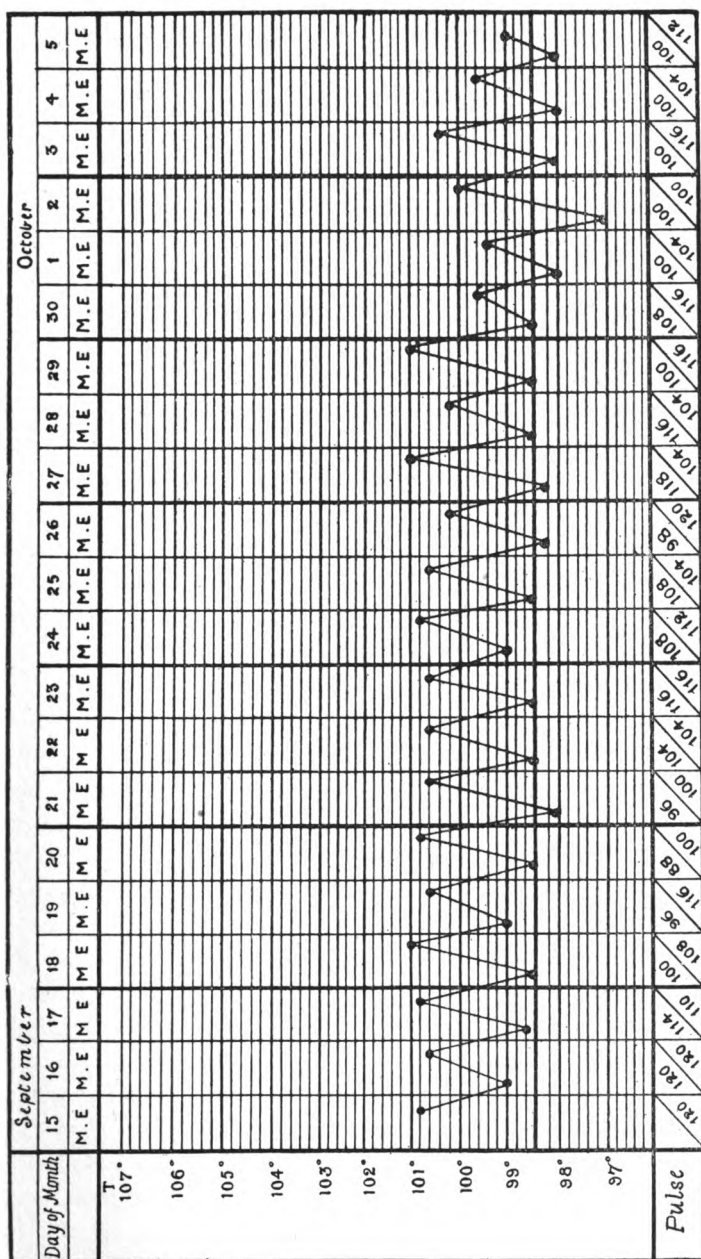 September October
Day of Month 15 16 17 18 19 20 21 22 23 24 25 26 27 28 29 30 1 2 3 4 5
M.E M.E M E M E M.E M E M E M E M.E M.E M.E M.E M.E M.E M.E M.E M.E M.E M.E M.E M.E
T
107°
106°
105°
104°
103°
102°
101°
100°
99°
98°
97°
Pulse 120 120 120 114 110 100 108 96 116 88 100 96 100 104 104 116 116 108 112 108 104 98 120 118 104 116 104 100 116 108 116 100 104 100 100 100 116 100 104 100 112